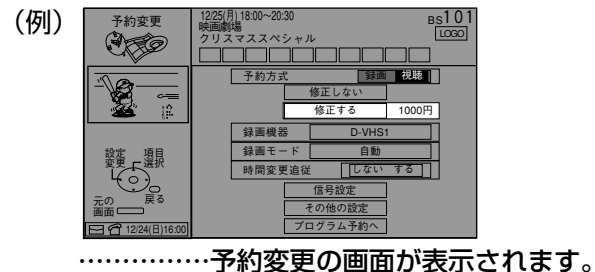 (例)
予約変更
12/25(月) 18:00~20:30
映画劇場
クリスマススペシャル
BS101
LOGO
予約方式 録画 視聴
修正しない
修正する 1000円
録画機器 D-VHS1
録画モード 自動
時間変更追従 しない する
信号設定
その他の設定
プログラム予約へ
設定変更 項目選択
元の画面 戻る
12/24(日)16:00
……………予約変更の画面が表示されます。